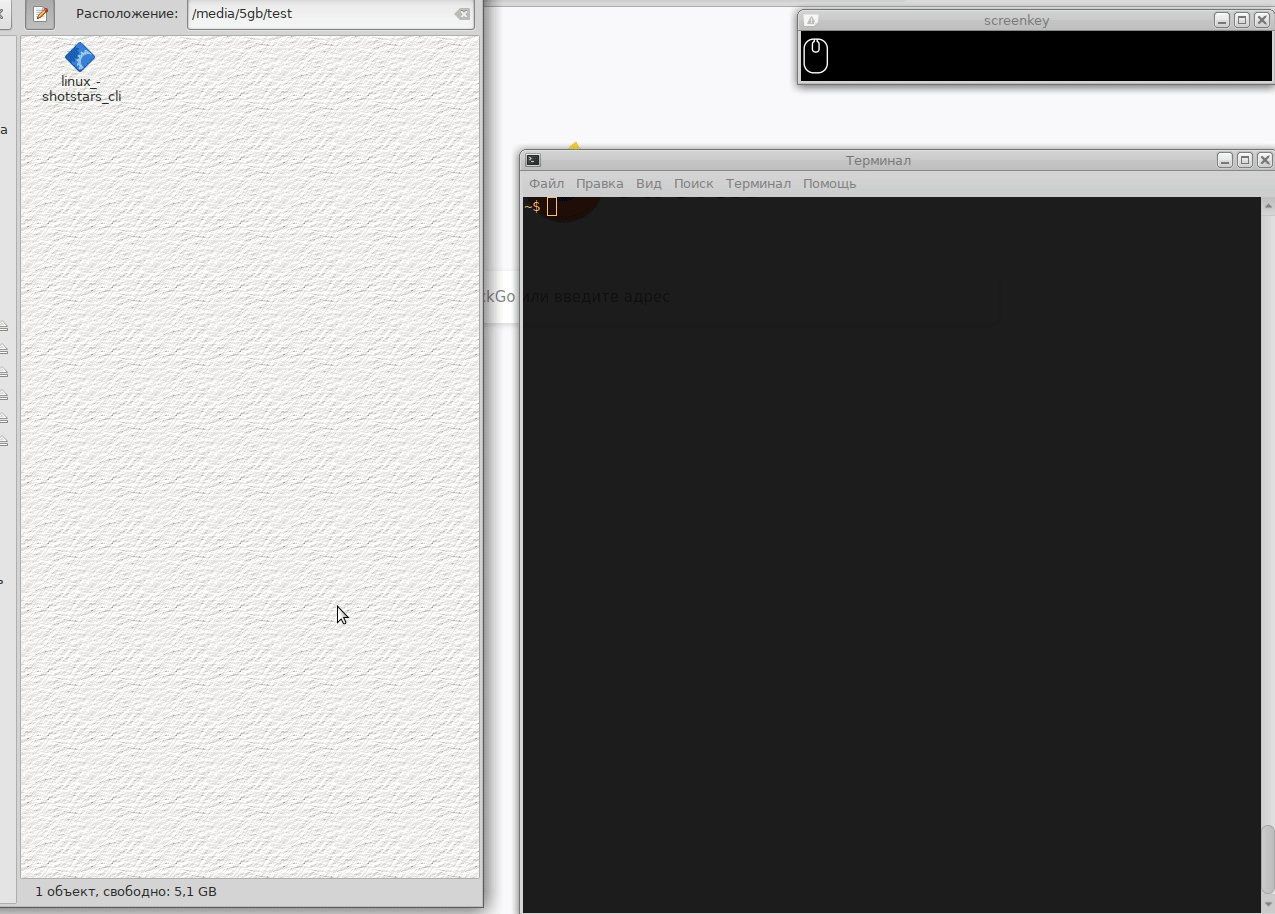 Расположение:
/media/5gb/test
screenkey
linux_-
shotstars_cli
а
Терминал
Файл Правка Вид Поиск Терминал Помощь
~$
kGo или введите адрес
ь
1 объект, свободно: 5,1 GB